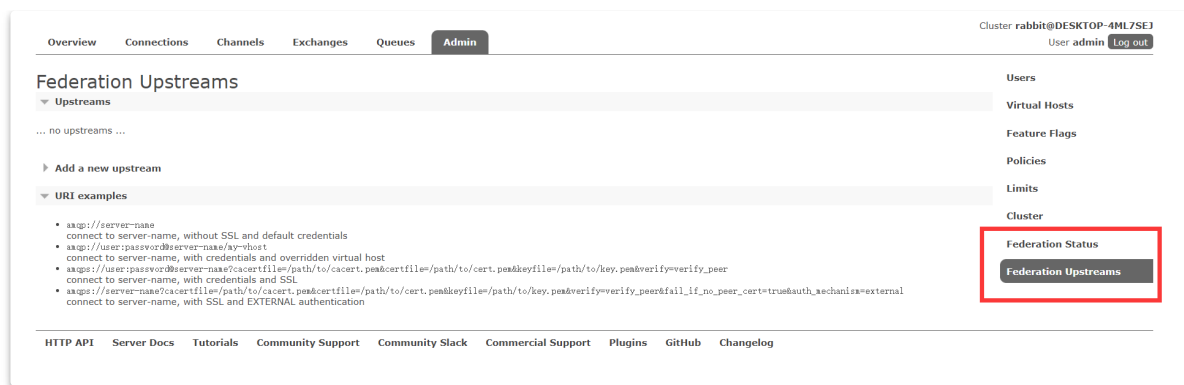 Cluster rabbit@DESKTOP-4ML7SEJ
Overview Connections Channels Exchanges Queues Admin
User admin Log out
Federation Upstreams
Upstreams
... no upstreams ...
Add a new upstream
URI examples
amqp://server-name
connect to server-name, without SSL and default credentials
amqp://user:password@server-name/my-vhost
connect to server-name, with credentials and overridden virtual host
amqps://user:password@server-name?cacertfile=/path/to/cacert.pem&certfile=/path/to/cert.pem&keyfile=/path/to/key.pem&verify=verify_peer
connect to server-name, with credentials and SSL
amqps://server-name?cacertfile=/path/to/cacert.pem&certfile=/path/to/cert.pem&keyfile=/path/to/key.pem&verify=verify_peer&fail_if_no_peer_cert=true&auth_mechanism=external
connect to server-name, with SSL and EXTERNAL authentication
Users
Virtual Hosts
Feature Flags
Policies
Limits
Cluster
Federation Status
Federation Upstreams
HTTP API Server Docs Tutorials Community Support Community Slack Commercial Support Plugins GitHub Changelog